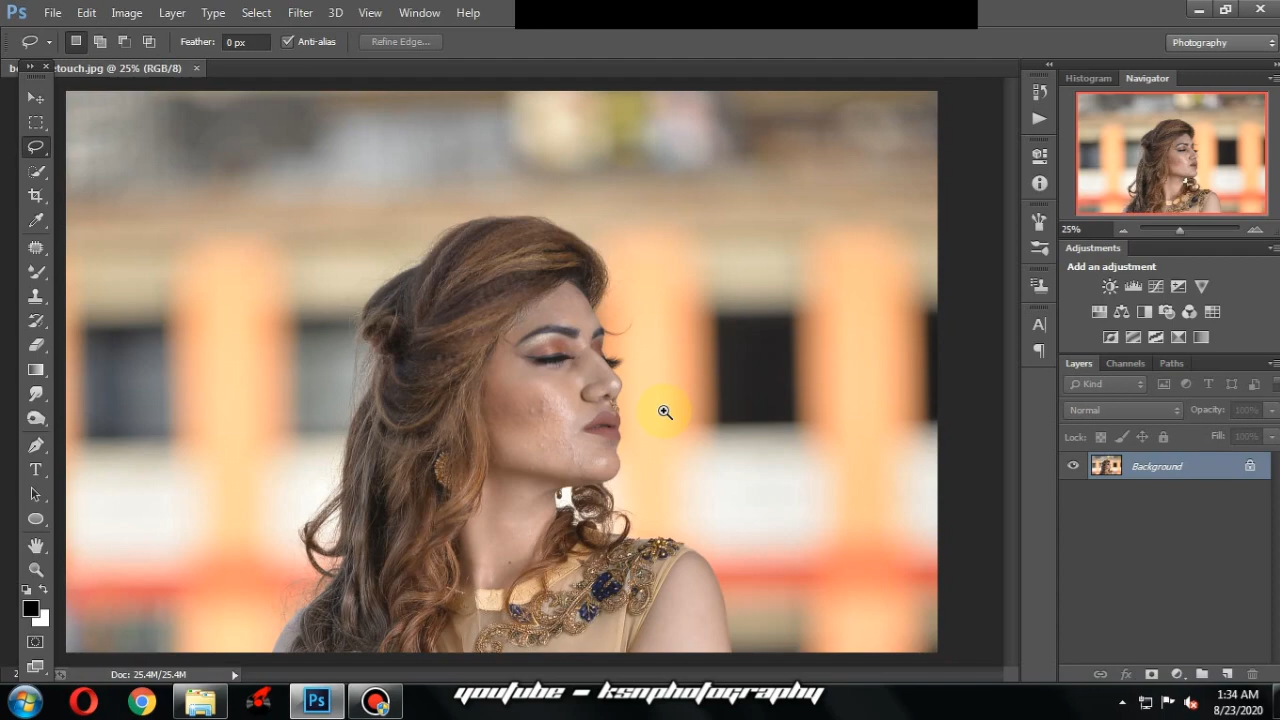 Ps File Edit Image Layer Type Select Filter 3D View Window Help
Feather: 0 px Anti-alias Refine Edge... Photography
etouch.jpg @ 25% (RGB/8)
Histogram Navigator
25%
Adjustments
Add an adjustment
Layers Channels Paths
Kind
Normal Opacity: 100%
Lock: Fill: 100%
Background
Doc: 25.4M/25.4M
youtube - ksnphotography
Ps
1:34 AM
8/23/2020